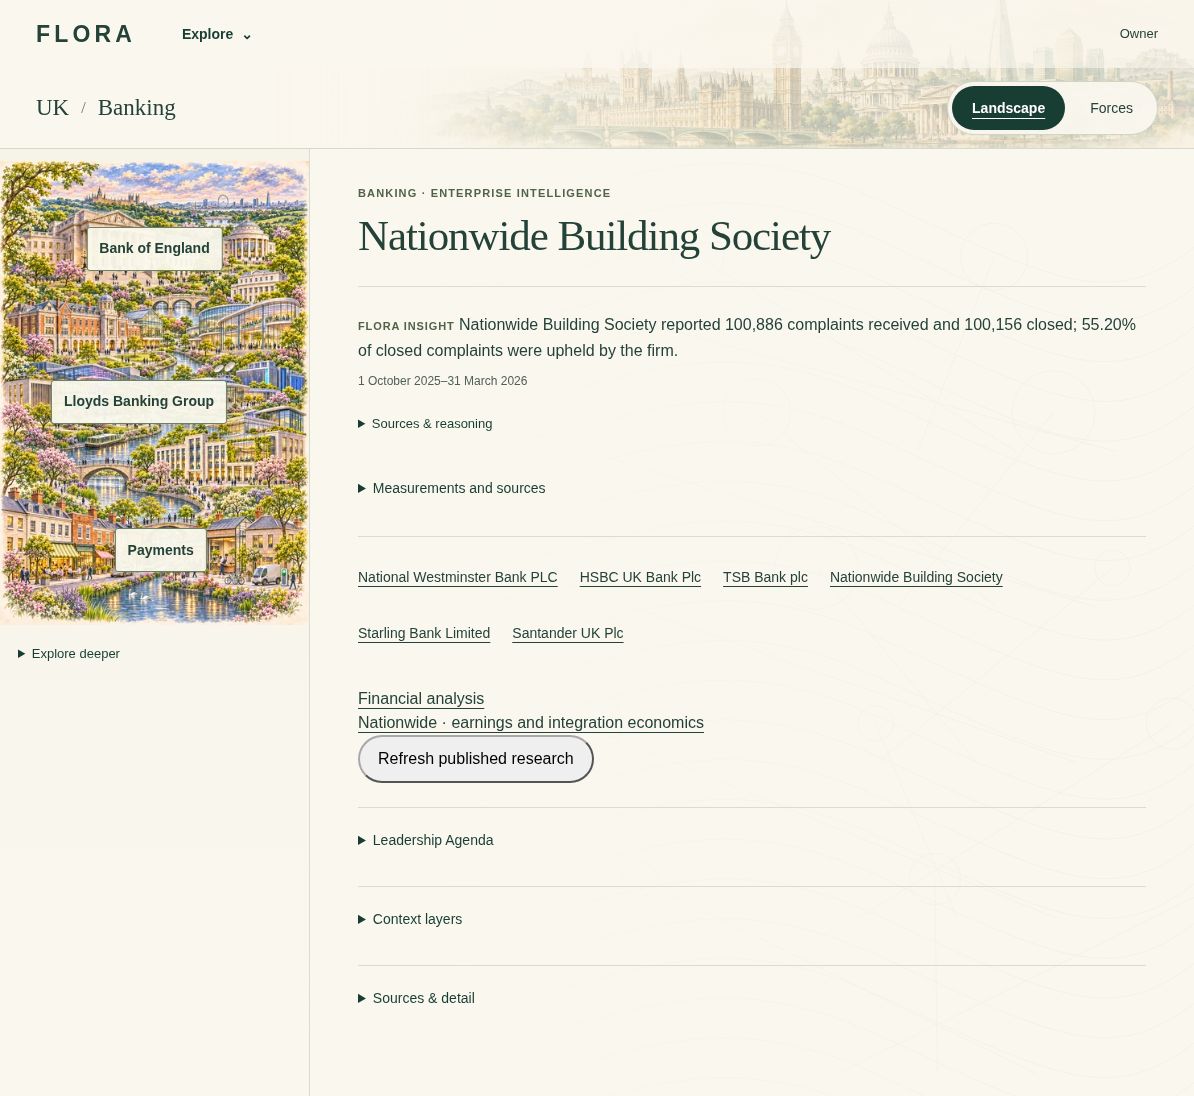 FLORA
Explore
Owner
UK / Banking
Landscape
Forces
Bank of England
Lloyds Banking Group
Payments
Explore deeper
BANKING · ENTERPRISE INTELLIGENCE
Nationwide Building Society
FLORA INSIGHT Nationwide Building Society reported 100,886 complaints received and 100,156 closed; 55.20%
of closed complaints were upheld by the firm.
1 October 2025–31 March 2026
Sources & reasoning
Measurements and sources
National Westminster Bank PLC HSBC UK Bank Plc TSB Bank plc Nationwide Building Society
Starling Bank Limited Santander UK Plc
Financial analysis
Nationwide · earnings and integration economics
Refresh published research
Leadership Agenda
Context layers
Sources & detail